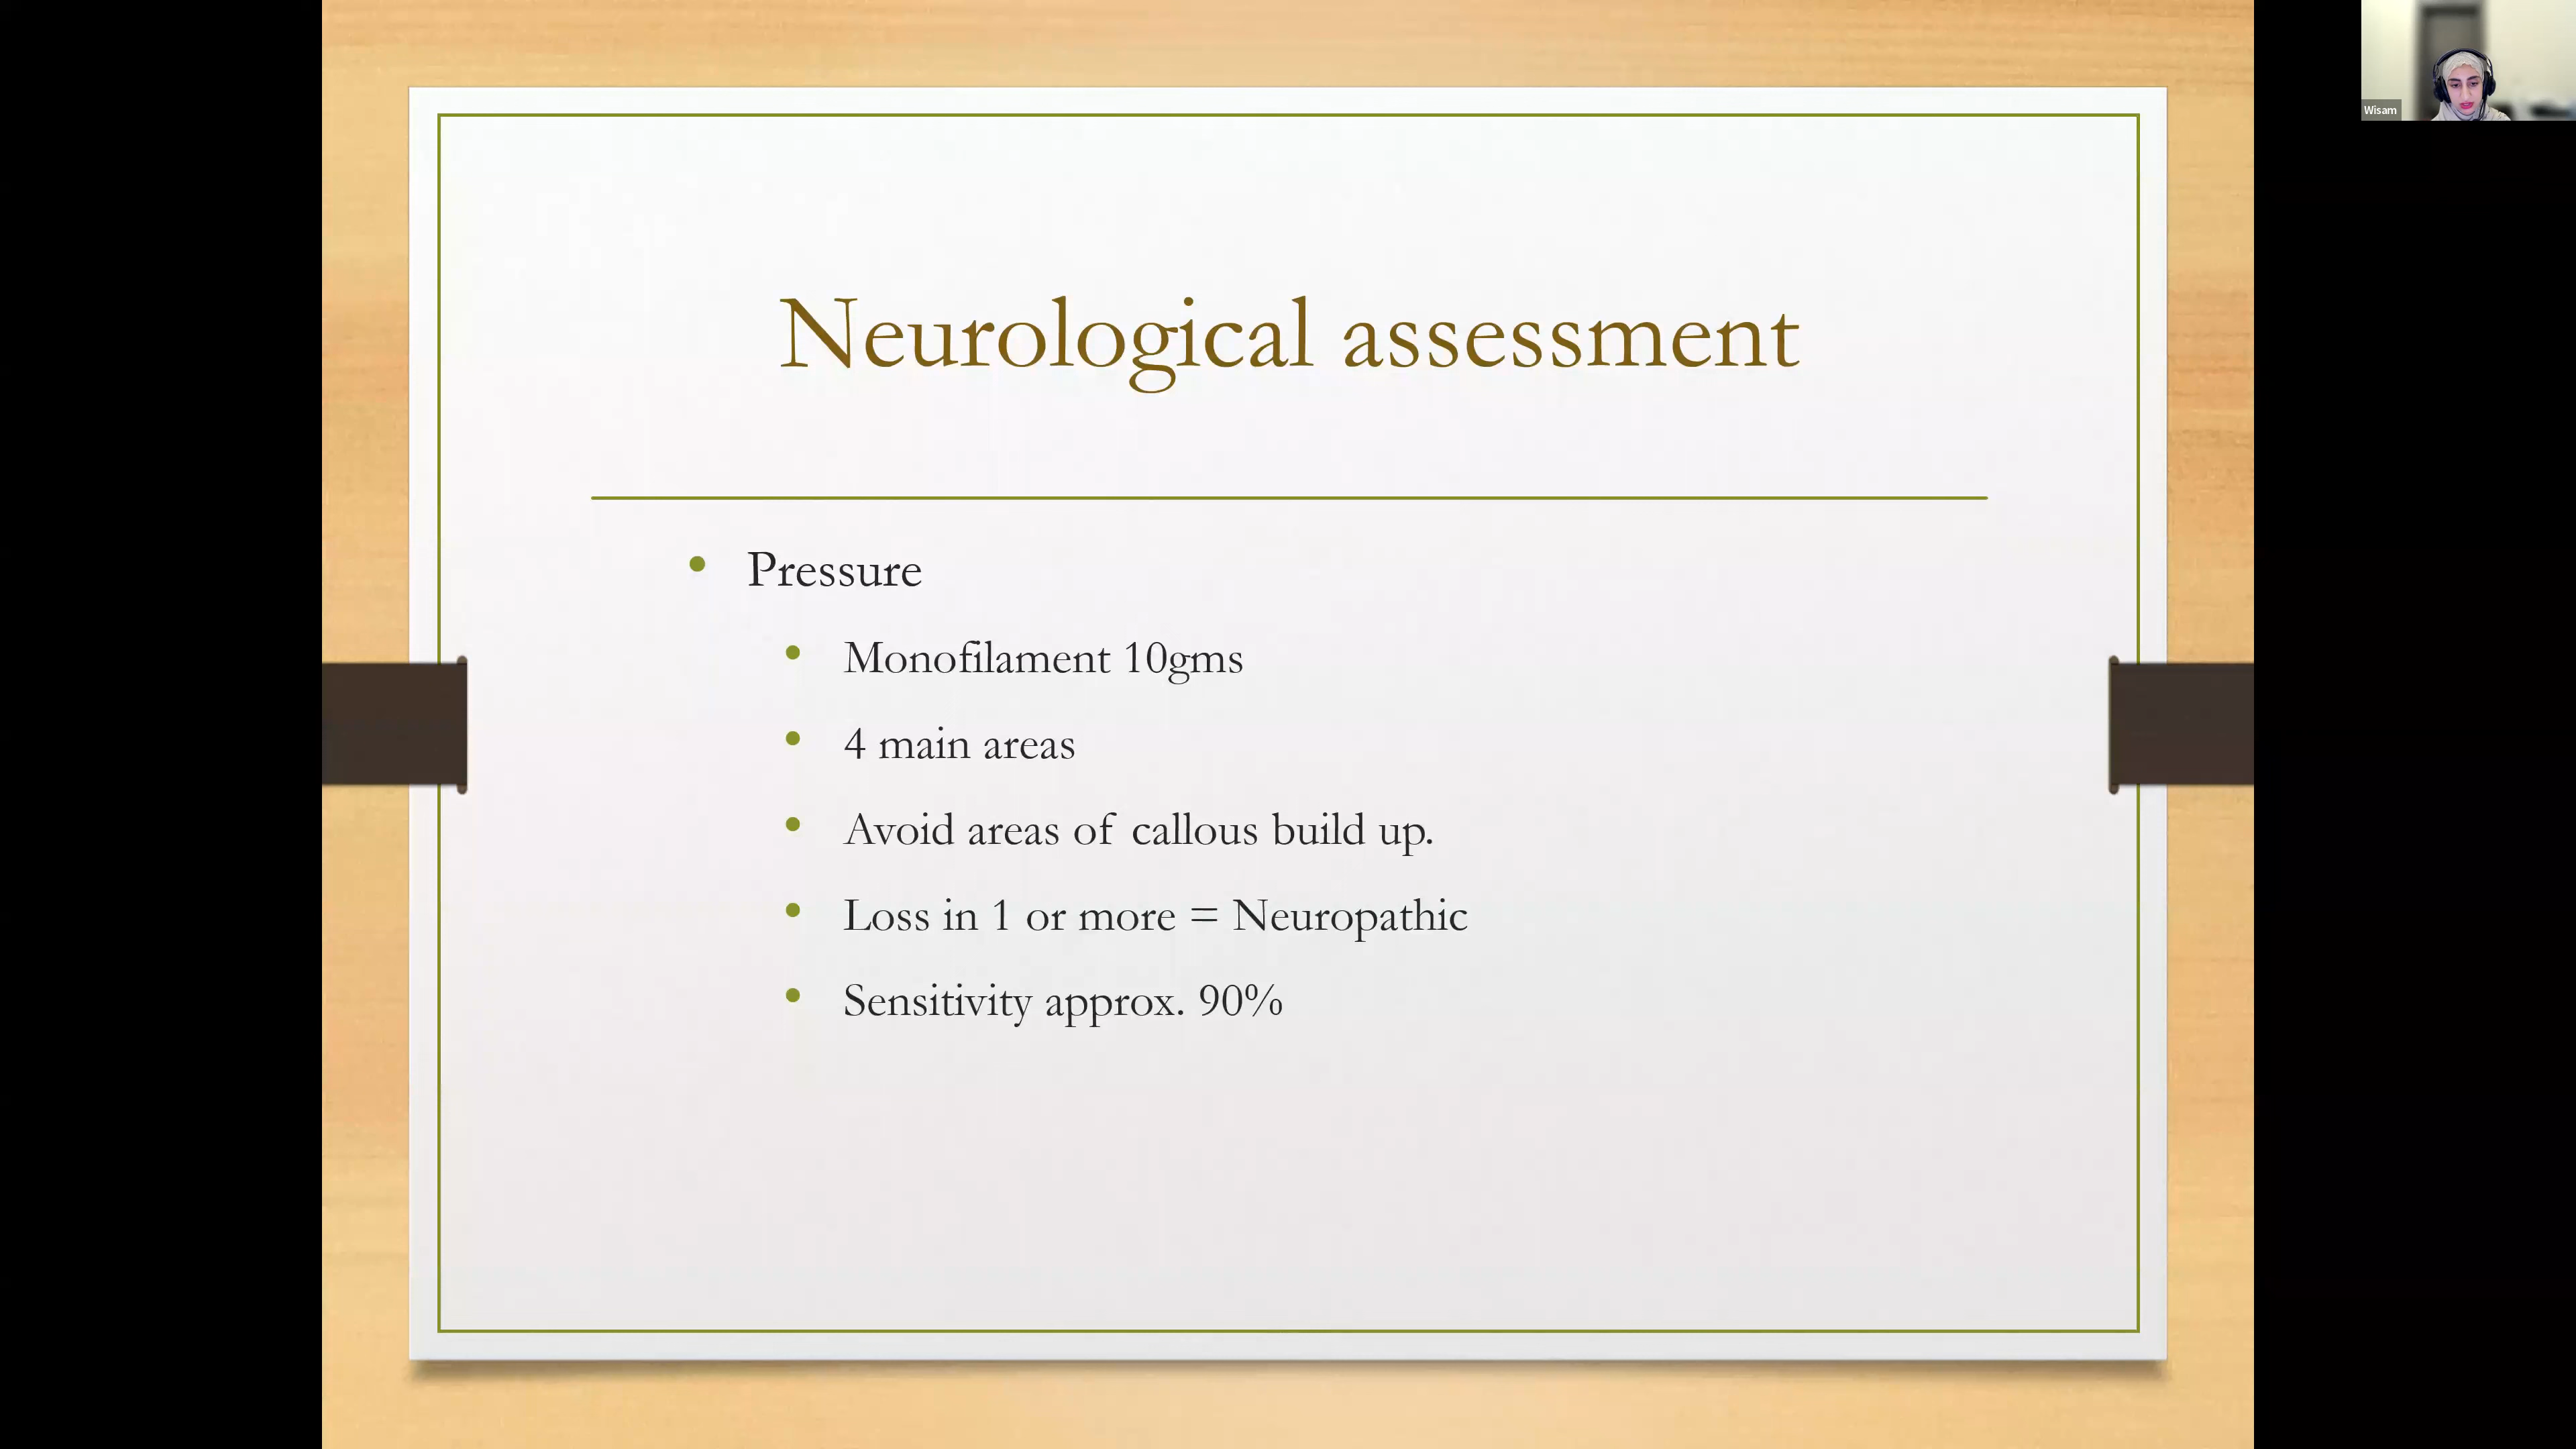 Wisam
Neurological assessment
Pressure
Monofilament 10gms
4 main areas
Avoid areas of callous build up.
Loss in 1 or more = Neuropathic
Sensitivity approx. 90%